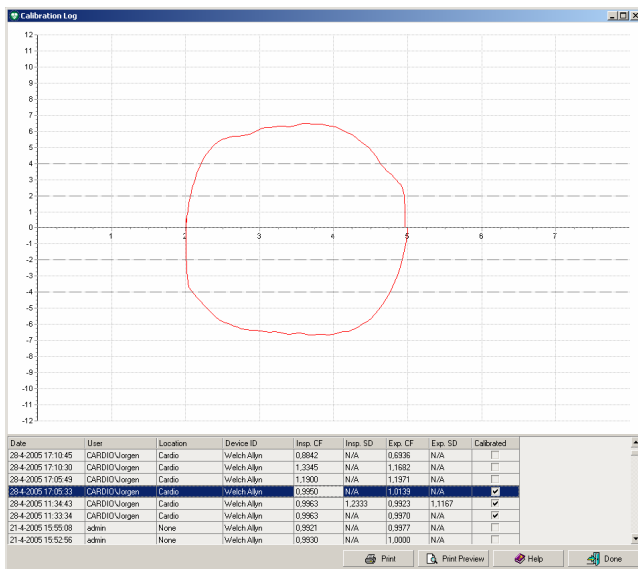 Calibration Log
12
11
10
9
8
7
6
5
4
3
2
1
0
1 2 3 4 5 6 7
-1
-2
-3
-4
-5
-6
-7
-8
-9
-10
-11
-12
Date User Location Device ID Insp. CF Insp. SD Exp. CF Exp. SD Calibrated
28-4-2005 17:10:45 CARDIO\Jorgen Cardio Welch Allyn 0,8842 N/A 0,6936 N/A
28-4-2005 17:10:30 CARDIO\Jorgen Cardio Welch Allyn 1,3345 N/A 1,1682 N/A
28-4-2005 17:05:49 CARDIO\Jorgen Cardio Welch Allyn 1,1900 N/A 1,1971 N/A
28-4-2005 17:05:33 CARDIO\Jorgen Cardio Welch Allyn 0,9950 N/A 1,0139 N/A
28-4-2005 11:34:43 CARDIO\Jorgen Cardio Welch Allyn 0,9963 1,2333 0,9923 1,1167
28-4-2005 11:33:34 CARDIO\Jorgen Cardio Welch Allyn 0,9963 N/A 0,9970 N/A
21-4-2005 15:55:08 admin None Welch Allyn 0,9921 N/A 0,9977 N/A
21-4-2005 15:52:56 admin None Welch Allyn 0,9930 N/A 1,0000 N/A
Print Print Preview Help Done